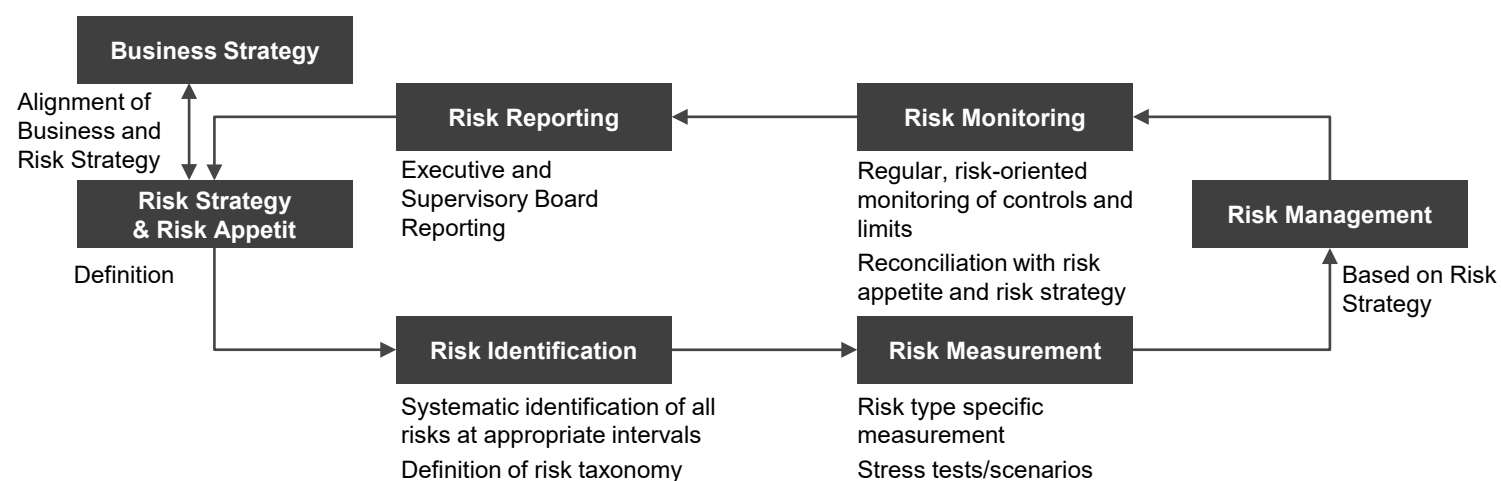 Business Strategy
Alignment of
Business and
Risk Strategy
Risk Strategy
& Risk Appetit
Definition
Risk Reporting
Executive and
Supervisory Board
Reporting
Risk Monitoring
Regular, risk-oriented
monitoring of controls and
limits
Reconciliation with risk
appetite and risk strategy
Risk Management
Based on Risk
Strategy
Risk Identification
Systematic identification of all
risks at appropriate intervals
Definition of risk taxonomy
Risk Measurement
Risk type specific
measurement
Stress tests/scenarios